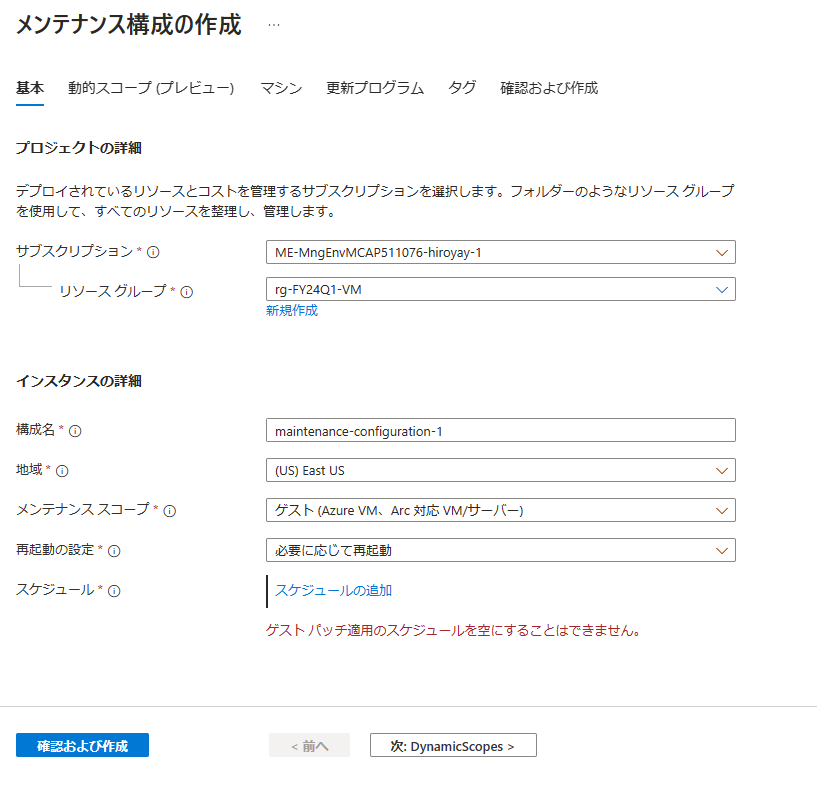 メンテナンス構成の作成 …
基本 動的スコープ (プレビュー) マシン 更新プログラム タグ 確認および作成
プロジェクトの詳細
デプロイされているリソースとコストを管理するサブスクリプションを選択します。フォルダーのようなリソース グループ
を使用して、すべてのリソースを整理し、管理します。
サブスクリプション * ME-MngEnvMCAP511076-hiroyay-1
リソース グループ * rg-FY24Q1-VM
新規作成
インスタンスの詳細
構成名 * maintenance-configuration-1
地域 * (US) East US
メンテナンス スコープ * ゲスト (Azure VM、Arc 対応 VM/サーバー)
再起動の設定 * 必要に応じて再起動
スケジュール * スケジュールの追加
ゲスト パッチ適用のスケジュールを空にすることはできません。
確認および作成 < 前へ 次: DynamicScopes >